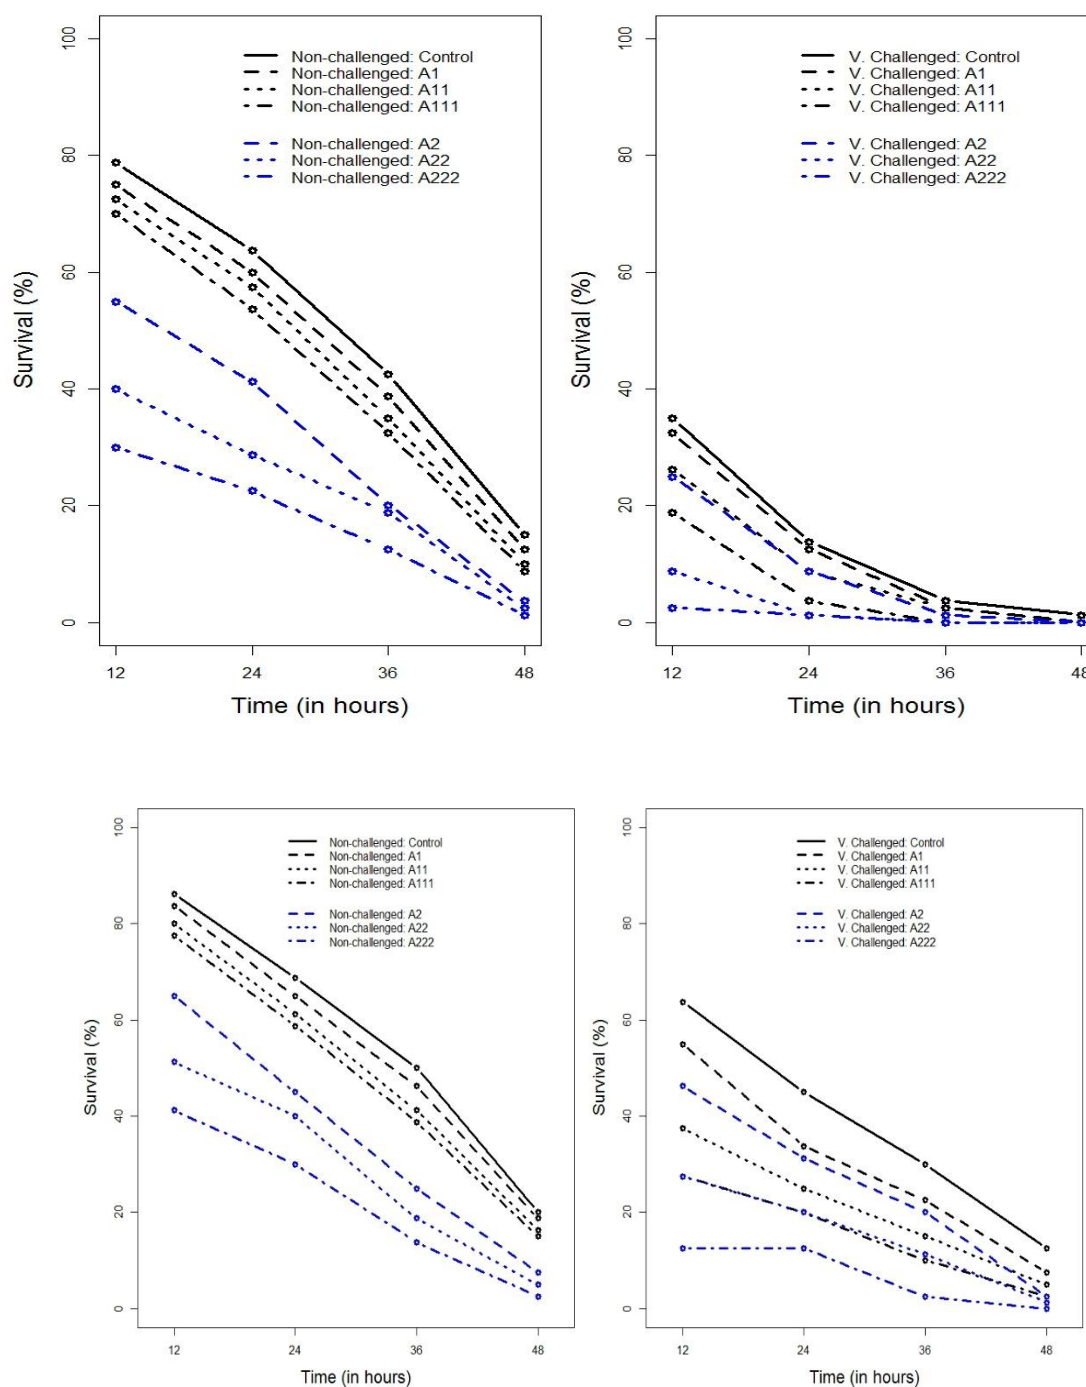 100
80
60
40
20
0
Survival (%)
Non-challenged: Control
Non-challenged: A1
Non-challenged: A11
Non-challenged: A111
Non-challenged: A2
Non-challenged: A22
Non-challenged: A222
12 24 36 48
Time (in hours)
100
80
60
40
20
0
Survival (%)
V. Challenged: Control
V. Challenged: A1
V. Challenged: A11
V. Challenged: A111
V. Challenged: A2
V. Challenged: A22
V. Challenged: A222
12 24 36 48
Time (in hours)
100
80
60
40
20
0
Survival (%)
Non-challenged: Control
Non-challenged: A1
Non-challenged: A11
Non-challenged: A111
Non-challenged: A2
Non-challenged: A22
Non-challenged: A222
12 24 36 48
Time (in hours)
100
80
60
40
20
0
Survival (%)
V. Challenged: Control
V. Challenged: A1
V. Challenged: A11
V. Challenged: A111
V. Challenged: A2
V. Challenged: A22
V. Challenged: A222
12 24 36 48
Time (in hours)